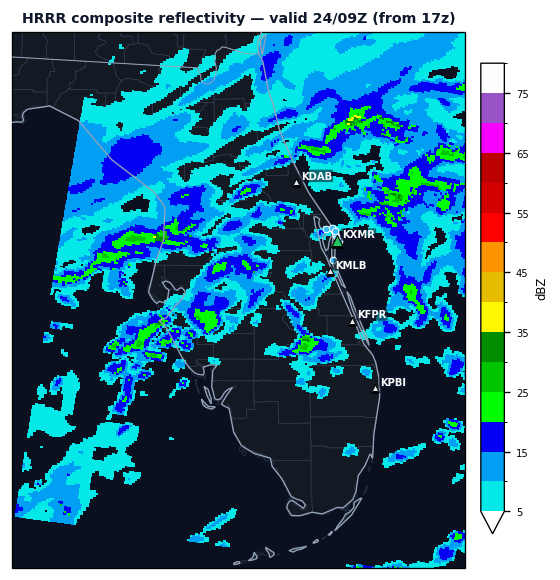 HRRR composite reflectivity — valid 24/09Z (from 17z)
KDAB
KXMR
KMLB
KFPR
KPBI
75
65
55
45
35
25
15
5
dBZ